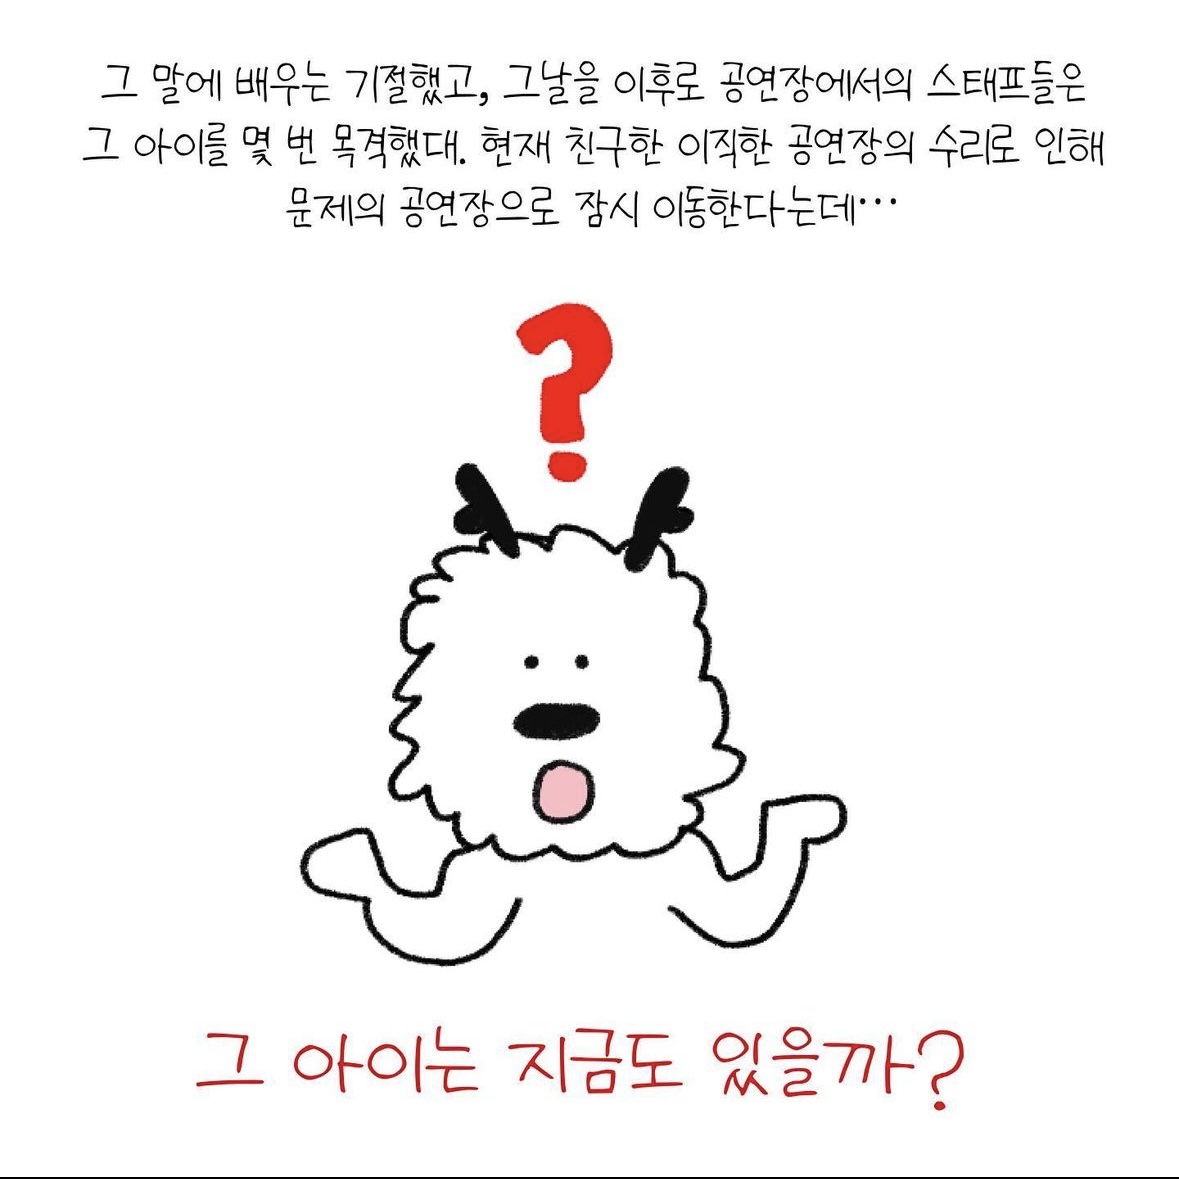 그 말에 배우는 기절했고, 그날을 이후로 공연장에서의 스태프들은
그 아이를 몇 번 목격했대. 현재 친구한 이직한 공연장의 수리로 인해
문제의 공연장으로 잠시 이동한다는데···
?
그 아이는 지금도 있을까?